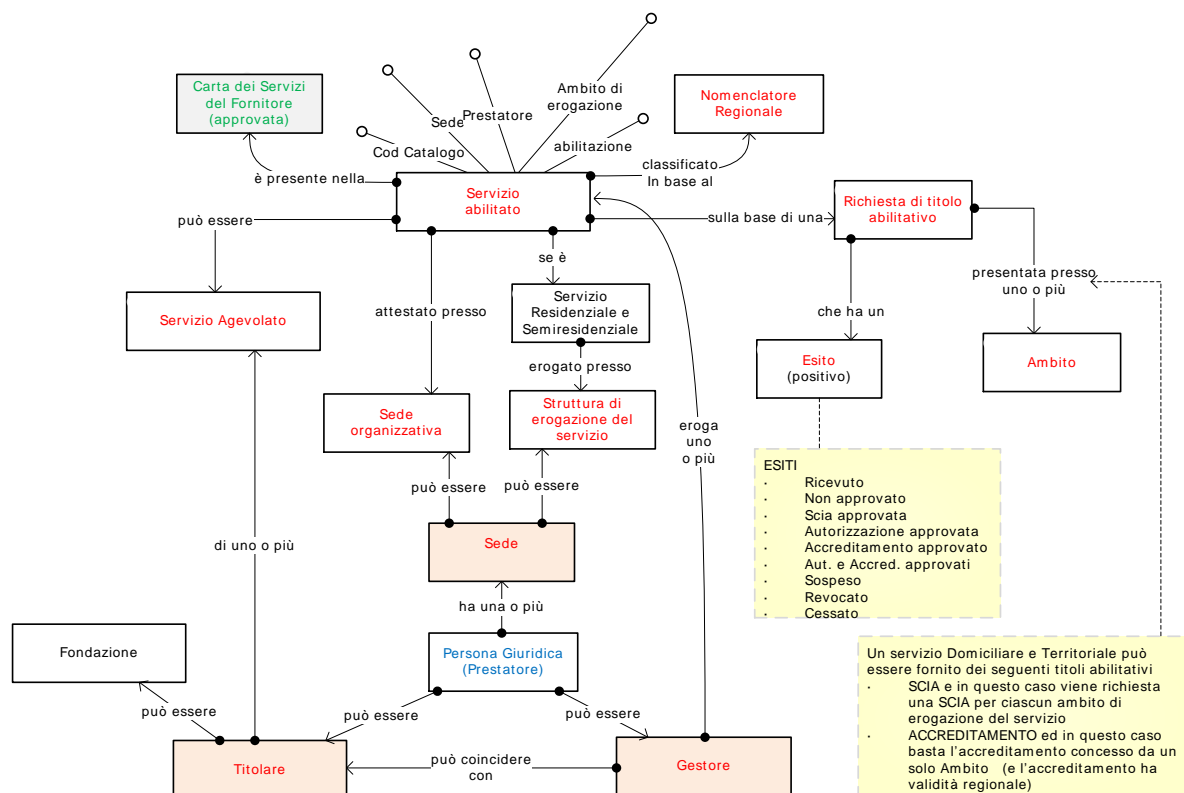 Carta dei Servizi
del Fornitore
(approvata)
Cod Catalogo
Sede
Prestatore
Ambito di
erogazione
abilitazione
Nomenclatore
Regionale
è presente nella
classificato
In base al
Servizio
abilitato
può essere
sulla base di una
Richiesta di titolo
abilitativo
se è
presentata presso
uno o più
Servizio Agevolato
attestato presso
Servizio
Residenziale e
Semiresidenziale
che ha un
Esito
(positivo)
Ambito
erogato presso
Sede
organizzativa
Struttura di
erogazione del
servizio
eroga
uno
o più
può essere
può essere
ESITI
· Ricevuto
· Non approvato
· Scia approvata
· Autorizzazione approvata
· Accreditamento approvato
· Aut. e Accred. approvati
· Sospeso
· Revocato
· Cessato
di uno o più
Sede
ha una o più
Fondazione
Persona Giuridica
(Prestatore)
Un servizio Domiciliare e Territoriale può
essere fornito dei seguenti titoli abilitativi
· SCIA e in questo caso viene richiesta
una SCIA per ciascun ambito di
erogazione del servizio
· ACCREDITAMENTO ed in questo caso
basta l'accreditamento concesso da un
solo Ambito (e l'accreditamento ha
validità regionale)
può essere
può essere
può essere
Titolare
può coincidere
con
Gestore